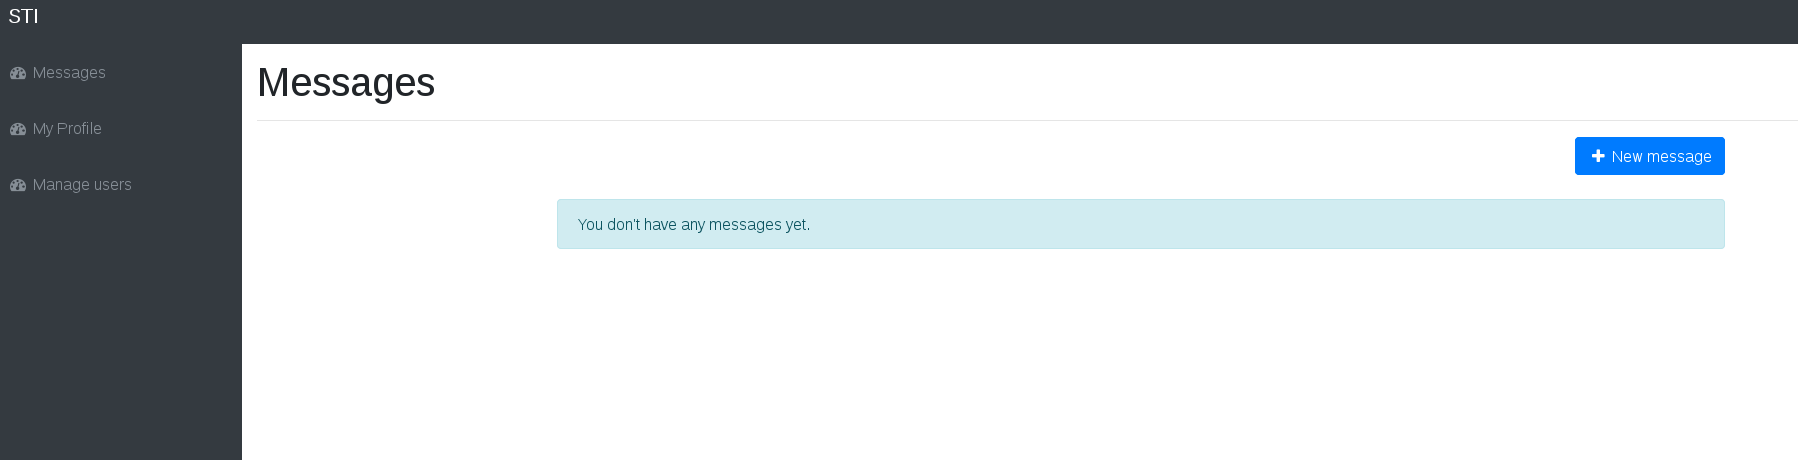 STI
Messages
My Profile
Manage users
Messages
New message
You don't have any messages yet.